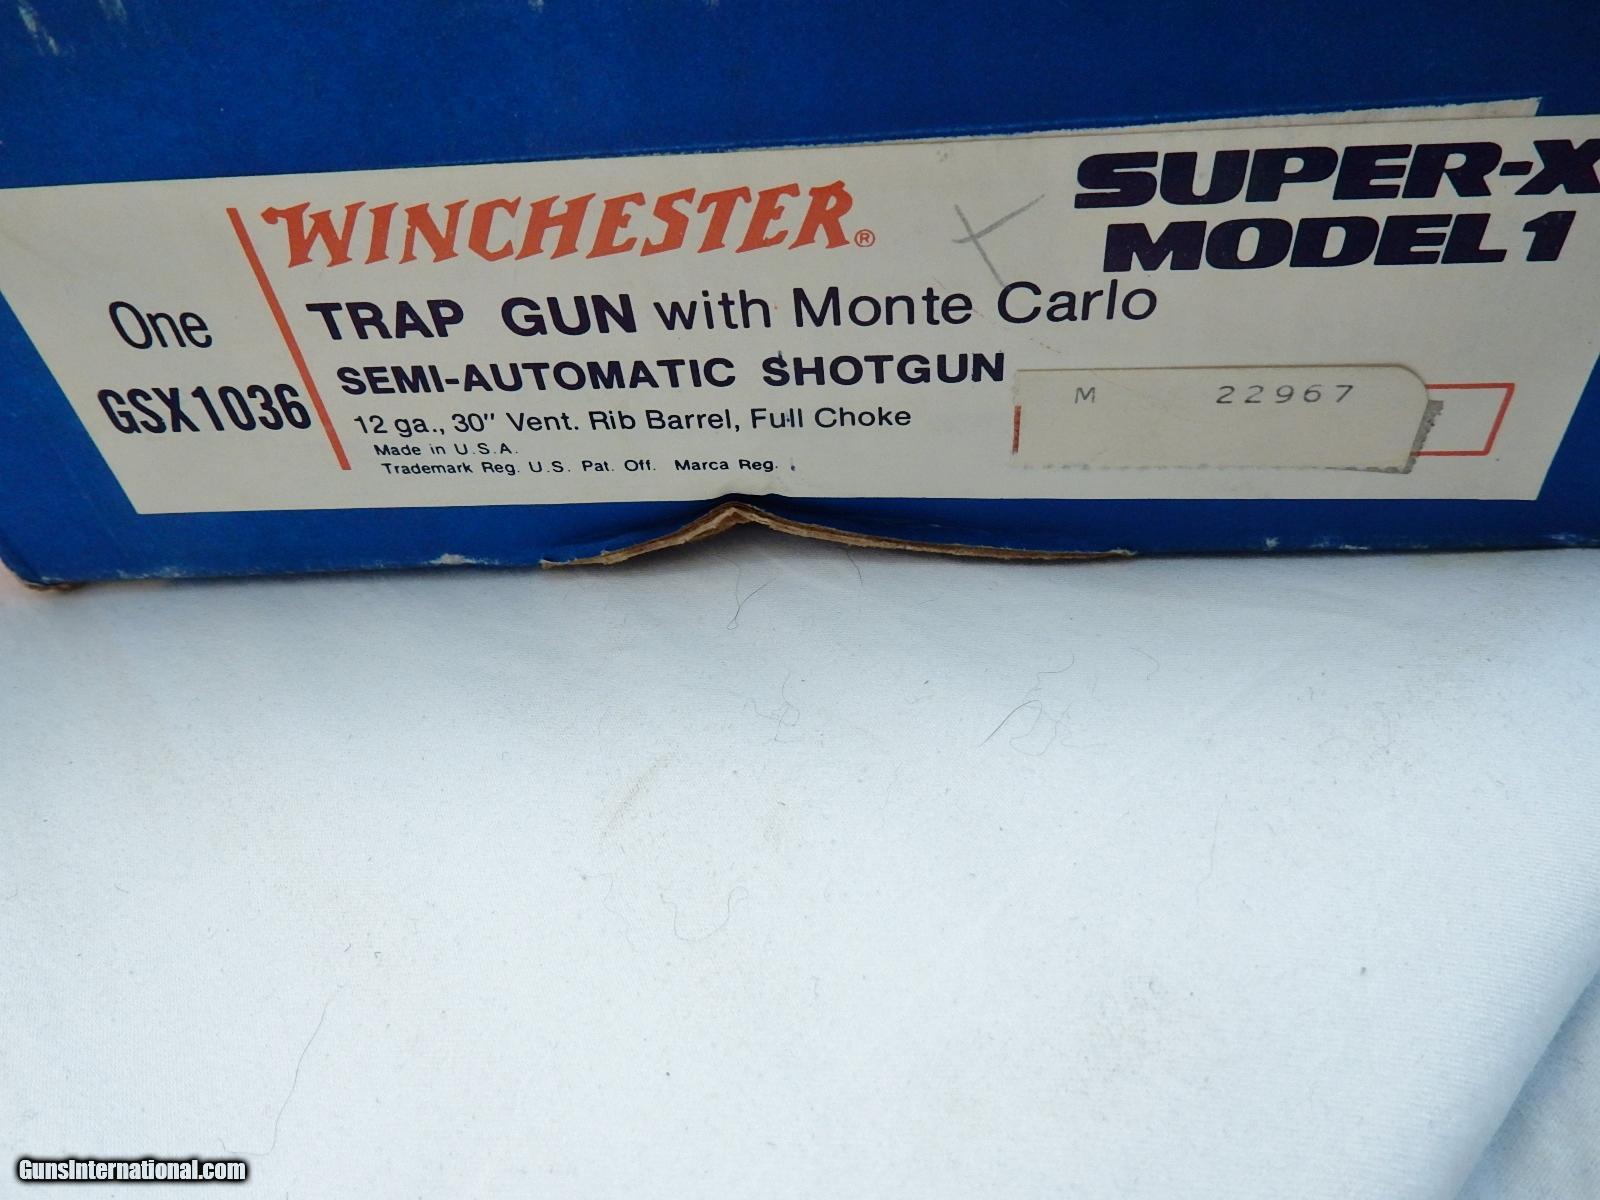 One
GSX1036
WINCHESTER®
SUPER-X
MODEL 1
TRAP GUN with Monte Carlo
SEMI-AUTOMATIC SHOTGUN
12 ga., 30" Vent. Rib Barrel, Full Choke
Made in U.S.A.
Trademark Reg. U.S. Pat. Off. Marca Reg.
M 22967
GunsInternational.com